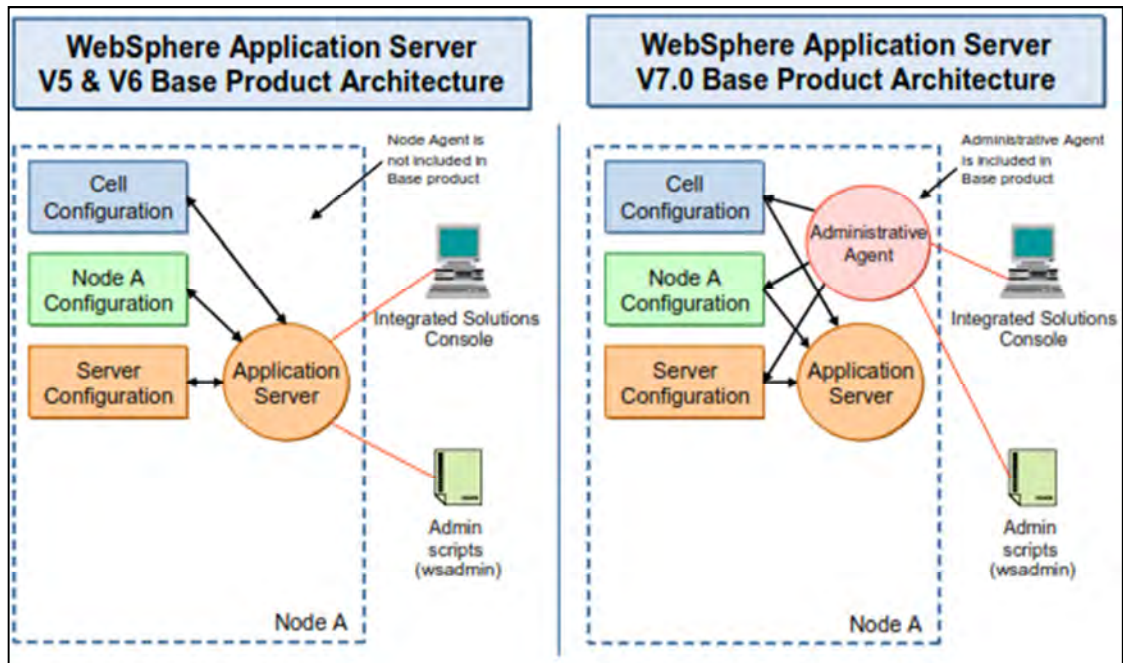 WebSphere Application Server
V5 & V6 Base Product Architecture
Node Agent is
not included in
Base product
Cell
Configuration
Node A
Configuration
Server
Configuration
Application
Server
Integrated Solutions
Console
Admin
scripts
(wsadmin)
Node A
WebSphere Application Server
V7.0 Base Product Architecture
Administrative Agent
is included in
Base product
Cell
Configuration
Administrative
Agent
Node A
Configuration
Server
Configuration
Application
Server
Integrated Solutions
Console
Admin
scripts
(wsadmin)
Node A